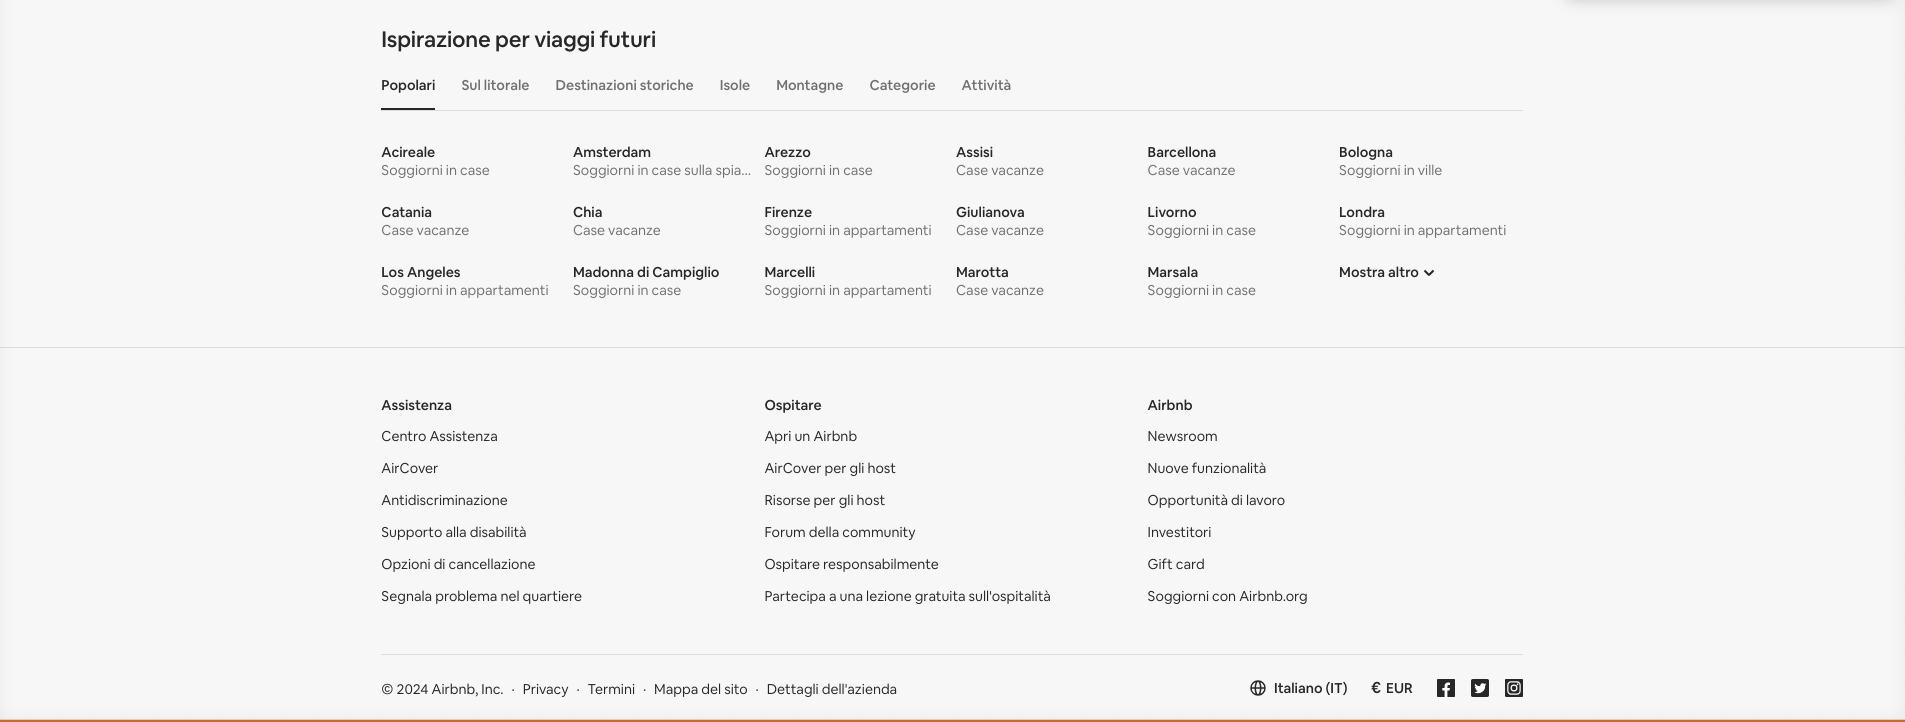 Ispirazione per viaggi futuri
Popolari Sul litorale Destinazioni storiche Isole Montagne Categorie Attività
Acireale Amsterdam Arezzo Assisi Barcellona Bologna
Soggiorni in case Soggiorni in case sulla spia... Soggiorni in case Case vacanze Case vacanze Soggiorni in ville
Catania Chia Firenze Giulianova Livorno Londra
Case vacanze Case vacanze Soggiorni in appartamenti Case vacanze Soggiorni in case Soggiorni in appartamenti
Los Angeles Madonna di Campiglio Marcelli Marotta Marsala Mostra altro
Soggiorni in appartamenti Soggiorni in case Soggiorni in appartamenti Case vacanze Soggiorni in case
Assistenza
Centro Assistenza
AirCover
Antidiscriminazione
Supporto alla disabilità
Opzioni di cancellazione
Segnala problema nel quartiere
Ospitare
Apri un Airbnb
AirCover per gli host
Risorse per gli host
Forum della community
Ospitare responsabilmente
Partecipa a una lezione gratuita sull'ospitalità
Airbnb
Newsroom
Nuove funzionalità
Opportunità di lavoro
Investitori
Gift card
Soggiorni con Airbnb.org
© 2024 Airbnb, Inc. · Privacy · Termini · Mappa del sito · Dettagli dell'azienda Italiano (IT) € EUR